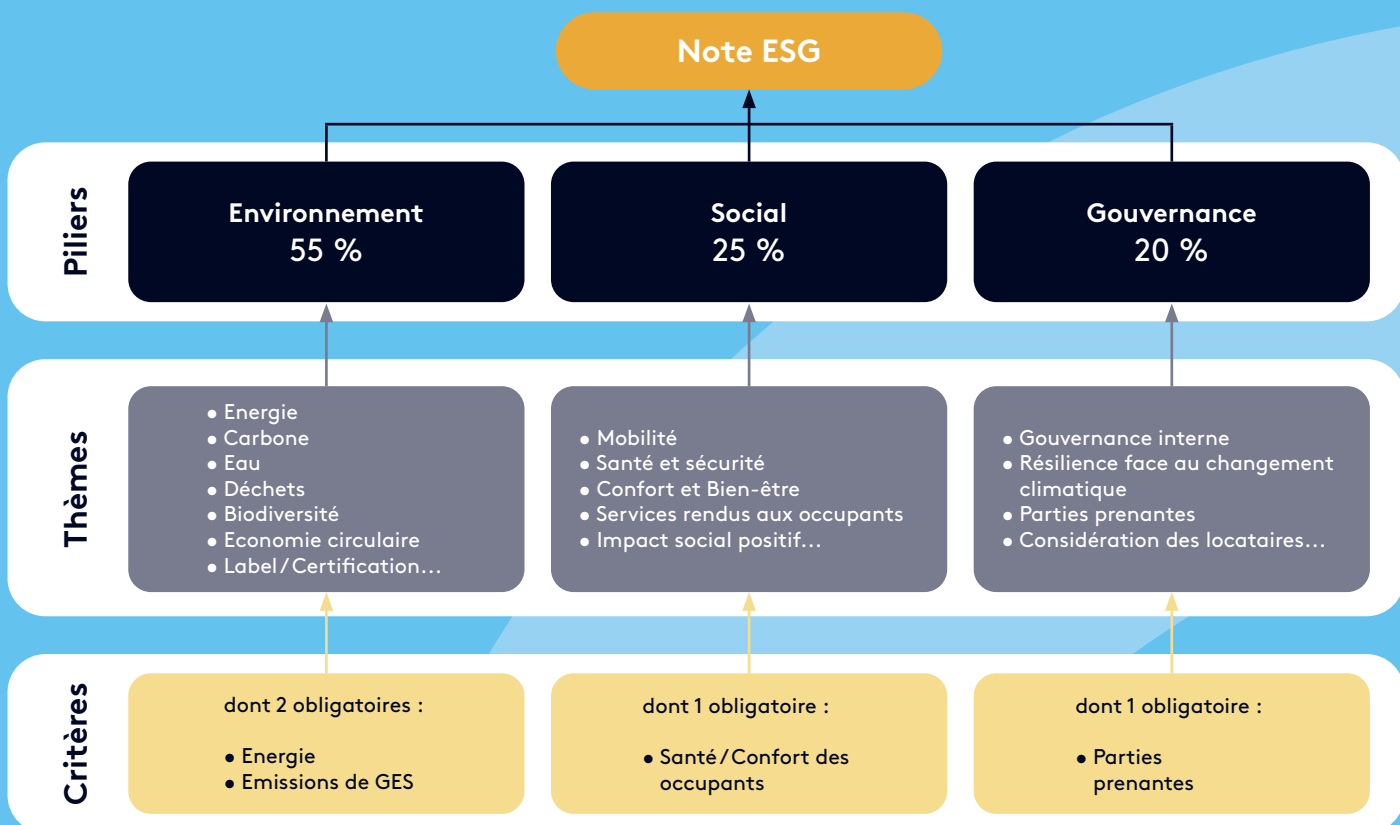 Note ESG
Piliers
Environnement
55 %
Social
25 %
Gouvernance
20 %
Thèmes
● Energie
● Carbone
● Eau
● Déchets
● Biodiversité
● Economie circulaire
● Label / Certification...
● Mobilité
● Santé et sécurité
● Confort et Bien-être
● Services rendus aux occupants
● Impact social positif...
● Gouvernance interne
● Résilience face au changement
climatique
● Parties prenantes
● Considération des locataires...
Critères
dont 2 obligatoires :
● Energie
● Emissions de GES
dont 1 obligatoire :
● Santé / Confort des
occupants
dont 1 obligatoire :
● Parties
prenantes